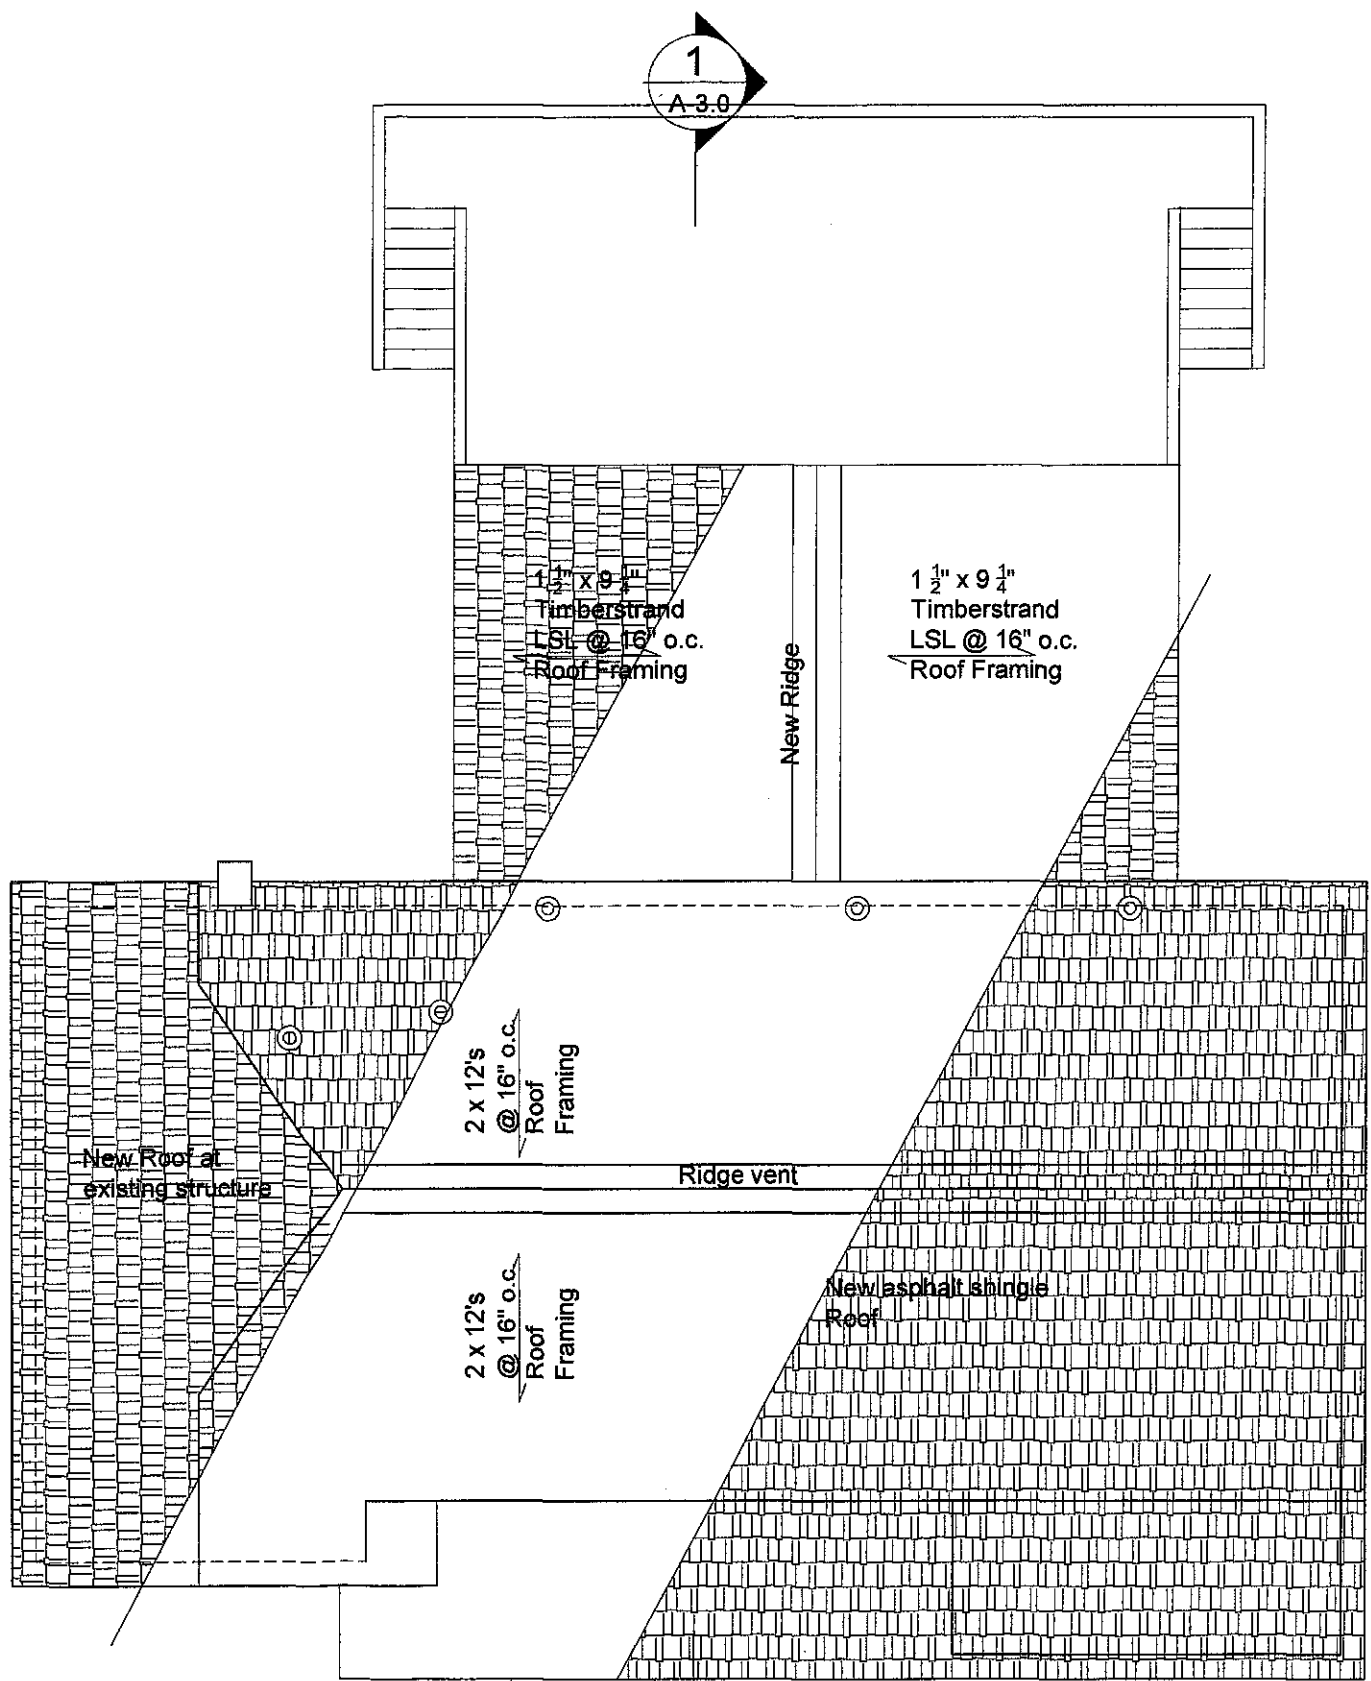 1
A-3.0
1 1/2" x 9 1/4"
Timberstrand
LSL @ 16" o.c.
Roof Framing
1 1/2" x 9 1/4"
Timberstrand
LSL @ 16" o.c.
Roof Framing
New Ridge
2 x 12's
@ 16" o.c.
Roof
Framing
New Roof at
existing structure
Ridge vent
2 x 12's
@ 16" o.c.
Roof
Framing
New asphalt shingle
Roof